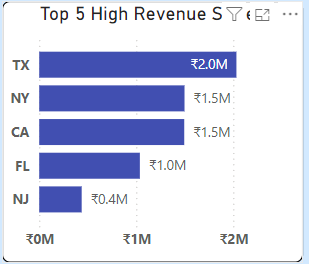 Top 5 High Revenue S
TX ₹2.0M
NY ₹1.5M
CA ₹1.5M
FL ₹1.0M
NJ ₹0.4M
₹0M ₹1M ₹2M